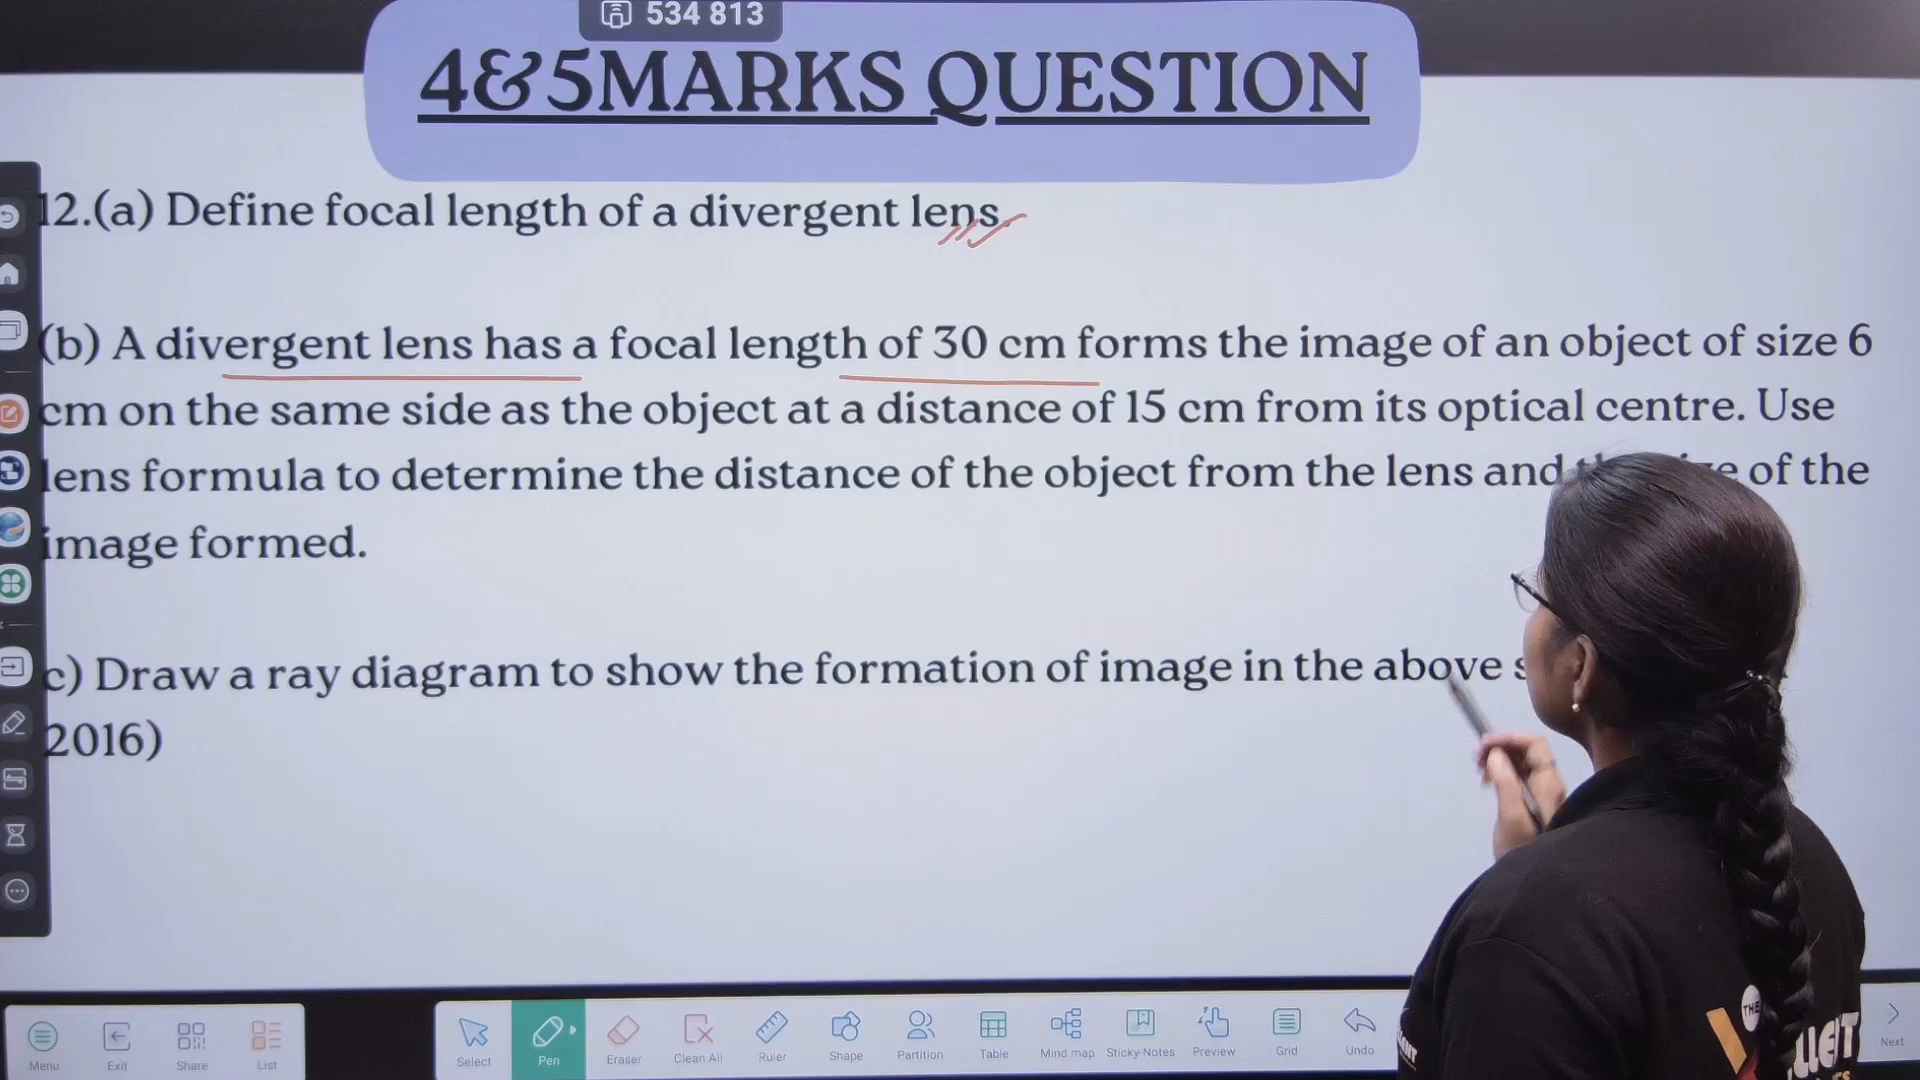 534 813
4&5MARKS QUESTION
12.(a) Define focal length of a divergent lens.
(b) A divergent lens has a focal length of 30 cm forms the image of an object of size 6
cm on the same side as the object at a distance of 15 cm from its optical centre. Use
lens formula to determine the distance of the object from the lens and of the
image formed.
c) Draw a ray diagram to show the formation of image in the above
2016)
Menu Exit Share List Select Pen Eraser Clean All Ruler Shape Partition Table Mind map Sticky-Notes Preview Grid Undo Next
THE